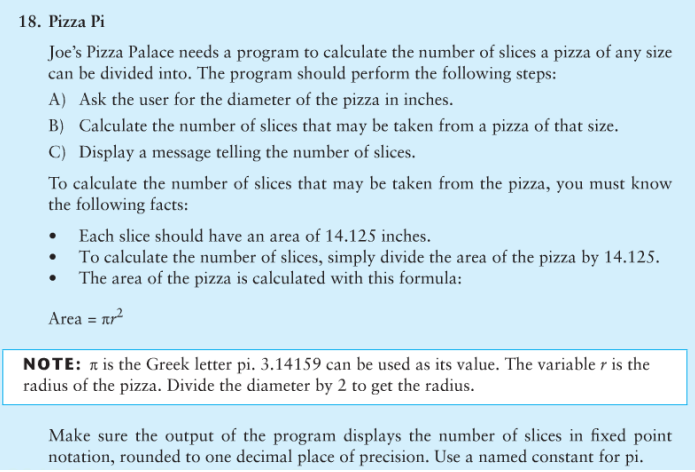 18. Pizza Pi
Joe's Pizza Palace needs a program to calculate the number of slices a pizza of any size
can be divided into. The program should perform the following steps:
A) Ask the user for the diameter of the pizza in inches.
B) Calculate the number of slices that may be taken from a pizza of that size.
C) Display a message telling the number of slices.
To calculate the number of slices that may be taken from the pizza, you must know
the following facts:
• Each slice should have an area of 14.125 inches.
• To calculate the number of slices, simply divide the area of the pizza by 14.125.
• The area of the pizza is calculated with this formula:
Area = πr²
NOTE: π is the Greek letter pi. 3.14159 can be used as its value. The variable r is the
radius of the pizza. Divide the diameter by 2 to get the radius.
Make sure the output of the program displays the number of slices in fixed point
notation, rounded to one decimal place of precision. Use a named constant for pi.